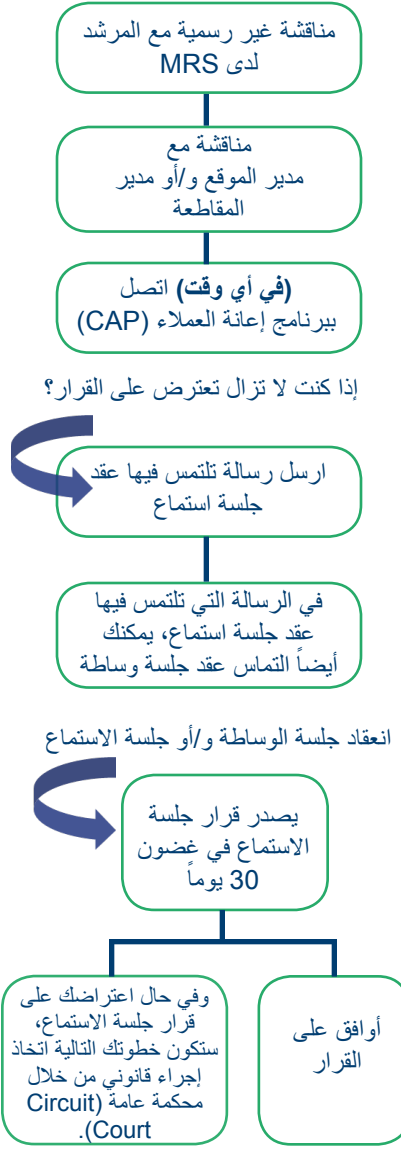 مناقشة غير رسمية مع المرشد
لدى MRS
مناقشة مع
مدير الموقع و/أو مدير
المقاطعة
(في أي وقت) اتصل
ببرنامج إعانة العملاء (CAP)
إذا كنت لا تزال تعترض على القرار؟
ارسل رسالة تلتمس فيها عقد
جلسة استماع
في الرسالة التي تلتمس فيها
عقد جلسة استماع، يمكنك
أيضاً التماس عقد جلسة وساطة
انعقاد جلسة الوساطة و/أو جلسة الاستماع
يصدر قرار جلسة
الاستماع في غضون
30 يوماً
أوافق على
القرار
وفي حال اعتراضك على
قرار جلسة الاستماع،
ستكون خطوتك التالية اتخاذ
إجراء قانوني من خلال
محكمة عامة (Circuit
Court).